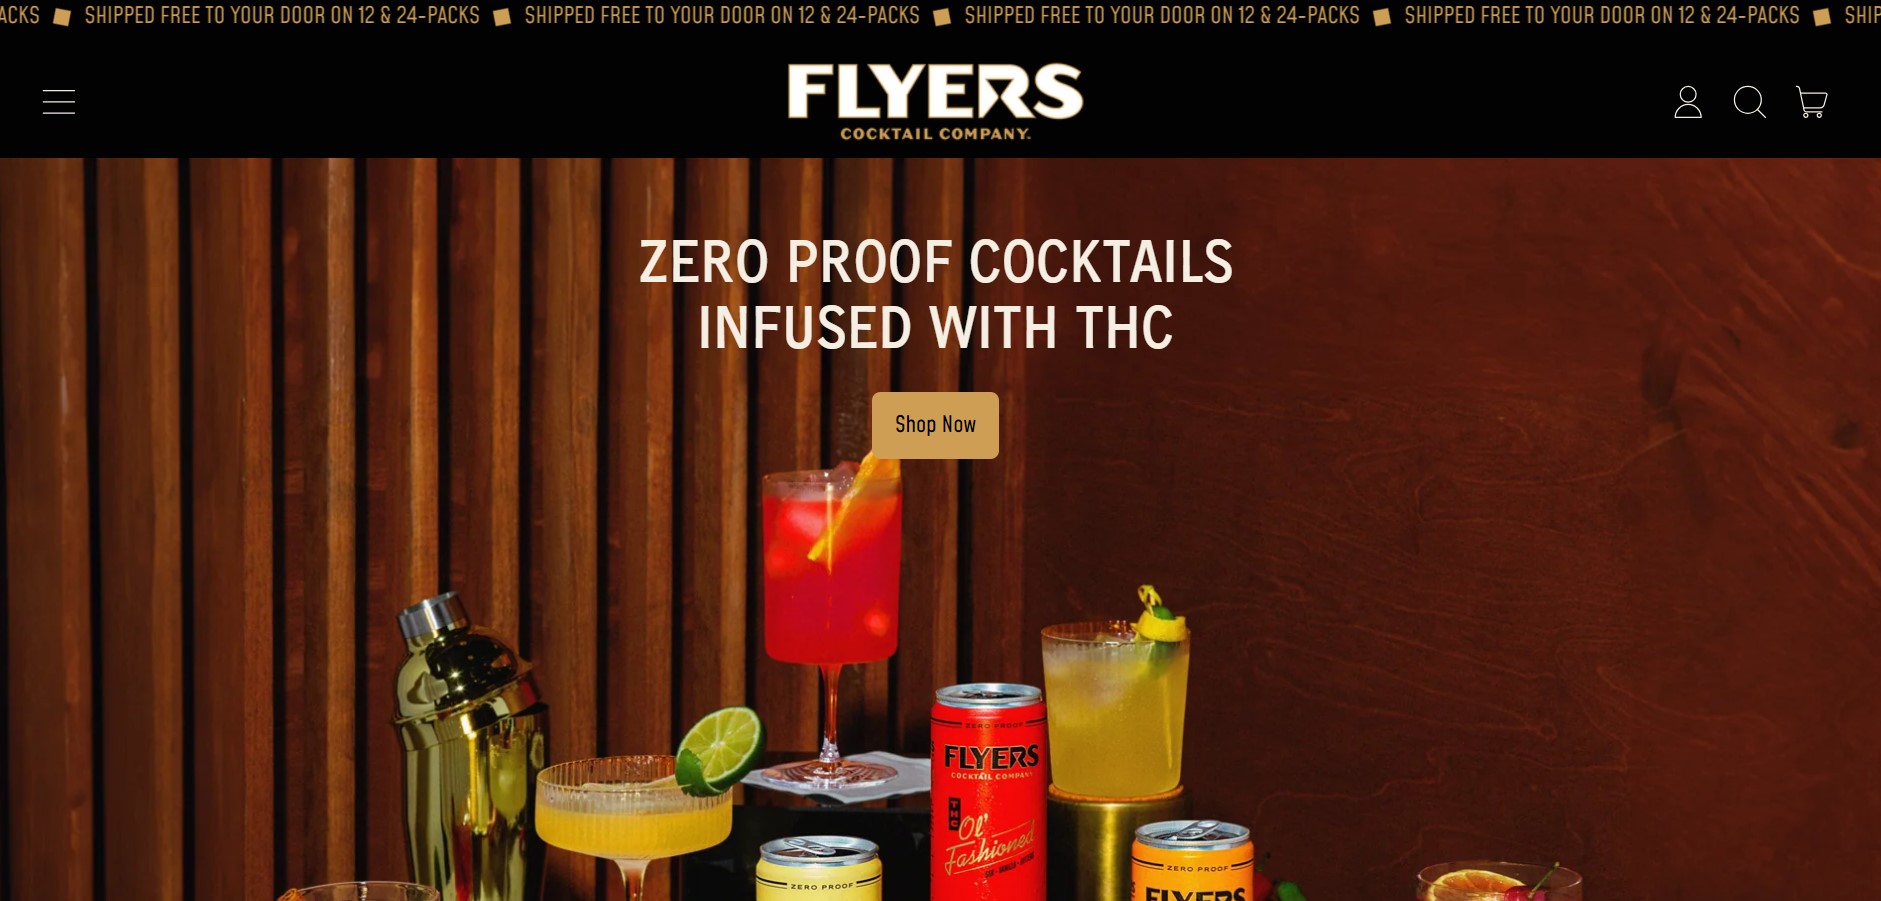 ACKS SHIPPED FREE TO YOUR DOOR ON 12 & 24-PACKS SHIPPED FREE TO YOUR DOOR ON 12 & 24-PACKS SHIPPED FREE TO YOUR DOOR ON 12 & 24-PACKS SHIPPED FREE TO YOUR DOOR ON 12 & 24-PACKS SHIP
FLYERS
COCKTAIL COMPANY.
ZERO PROOF COCKTAILS
INFUSED WITH THC
Shop Now
ZERO PROOF
FLYERS
COCKTAIL COMPANY
THC
Ol'
Fashioned
ZERO PROOF
ZERO PROOF
FLYERS